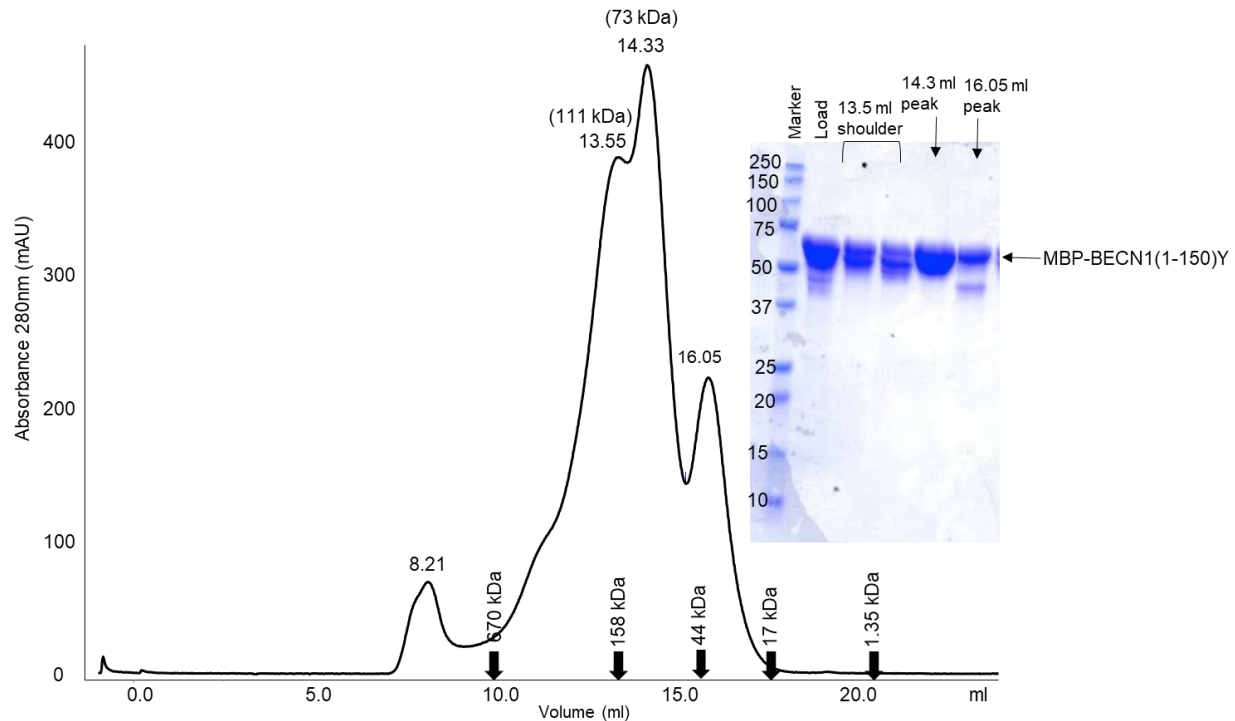 (73 kDa)
14.33
(111 kDa)
13.55
16.05
8.21
Absorbance 280nm (mAU)
400
300
200
100
0
670 kDa
158 kDa
44 kDa
17 kDa
1.35 kDa
0.0
5.0
10.0
15.0
20.0
ml
Volume (ml)
Marker
Load
13.5 ml
shoulder
14.3 ml
peak
16.05 ml
peak
250
150
100
75
50
37
25
20
15
10
MBP-BECN1(1-150)Y